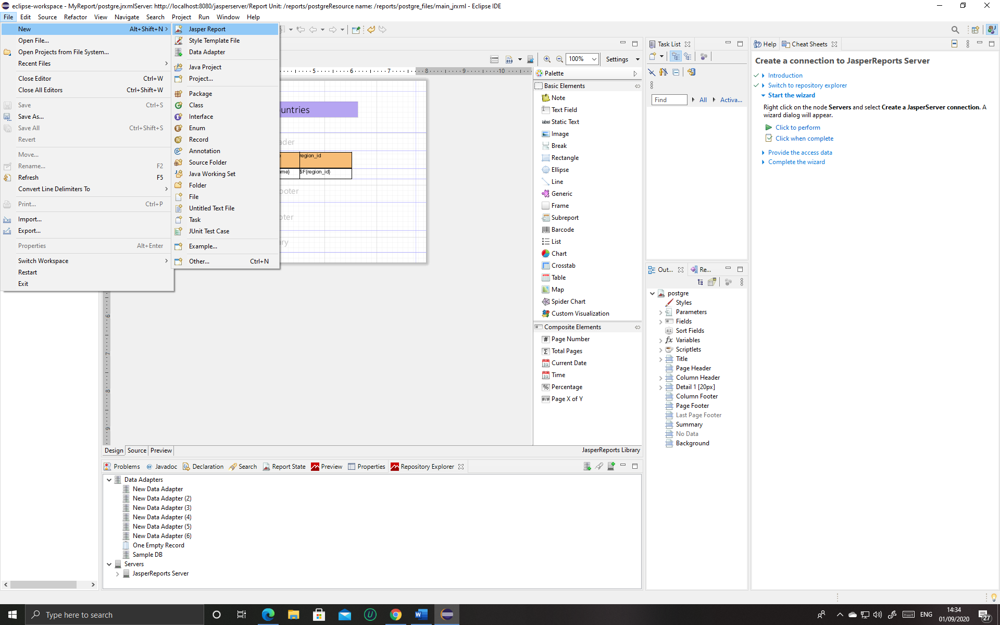 eclipse-workspace - MyReport/postgre.jrxmlServer: http://localhost:8080/jasperserver/Report Unit: /reports/postgreResource name: /reports/postgre_files/main_jrxml - Eclipse IDE
File Edit Source Refactor View Navigate Search Project Run Window Help
New Alt+Shift+N
Open File...
Open Projects from File System...
Recent Files
Close Editor Ctrl+W
Close All Editors Ctrl+Shift+W
Save Ctrl+S
Save As...
Save All Ctrl+Shift+S
Revert
Move...
Rename... F2
Refresh F5
Convert Line Delimiters To
Print... Ctrl+P
Import...
Export...
Properties Alt+Enter
Switch Workspace
Restart
Exit
Jasper Report
Style Template File
Data Adapter
Java Project
Project...
Package
Class
Interface
Enum
Record
Annotation
Source Folder
Java Working Set
Folder
File
Untitled Text File
Task
JUnit Test Case
Example...
Other... Ctrl+N
100% Settings
5 6 7 8 9 10
untries
ader
e region_id
ame} $F{region_id}
ooter
oter
ry
6
7
8
9
Palette
Basic Elements
Note
Text Field
label Static Text
Image
Break
Rectangle
Ellipse
Line
Generic
Frame
Subreport
Barcode
List
Chart
Crosstab
Table
Map
Spider Chart
Custom Visualization
Composite Elements
# Page Number
Σ Total Pages
31 Current Date
31 Time
% Percentage
#/# Page X of Y
Design Source Preview
JasperReports Library
Task List
Find All Activa...
Out... Re...
postgre
Styles
Parameters
Fields
Sort Fields
fx Variables
Scriptlets
Title
Page Header
Column Header
Detail 1 [20px]
Column Footer
Page Footer
Last Page Footer
Summary
No Data
Background
Help Cheat Sheets
Create a connection to JasperReports Server
Introduction
Switch to repository explorer
Start the wizard
Right click on the node Servers and select Create a JasperServer connection. A
wizard dialog will appear.
Click to perform
Click when complete
Provide the access data
Complete the wizard
Problems @ Javadoc Declaration Search Report State Preview Properties Repository Explorer
Data Adapters
New Data Adapter
New Data Adapter (2)
New Data Adapter (3)
New Data Adapter (4)
New Data Adapter (5)
New Data Adapter (6)
One Empty Record
Sample DB
Servers
JasperReports Server
Type here to search
ENG
14:34
01/09/2020
27